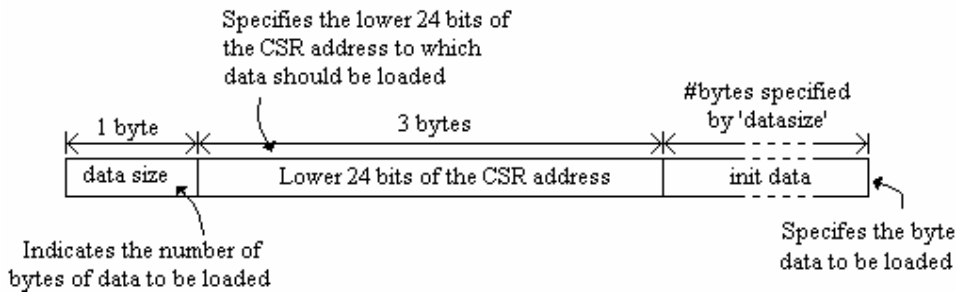 Specifies the lower 24 bits of
the CSR address to which
data should be loaded
#bytes specified
by 'datasize'
1 byte
3 bytes
data size
Lower 24 bits of the CSR address
init data
Indicates the number of
bytes of data to be loaded
Specifes the byte
data to be loaded